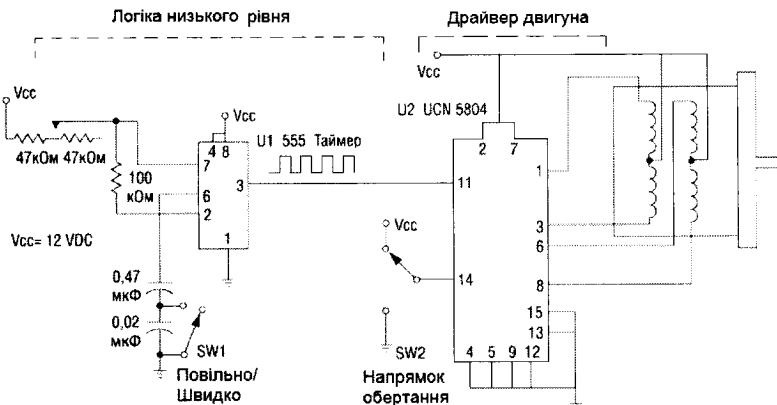 Логіка низького рівня
Драйвер двигуна
Vcc
Vcc
Vcc
U2 UCN 5804
47кОм 47кОм
4 8
U1 555 Таймер
2 7
7
1
100
кОм
6
3
11
2
Vcc
3
Vcc= 12 VDC
1
6
14
8
0,47
мкФ
15
0,02
мкФ
13
SW1
SW2
4 5 9 12
Повільно/
Швидко
Напрямок
обертання